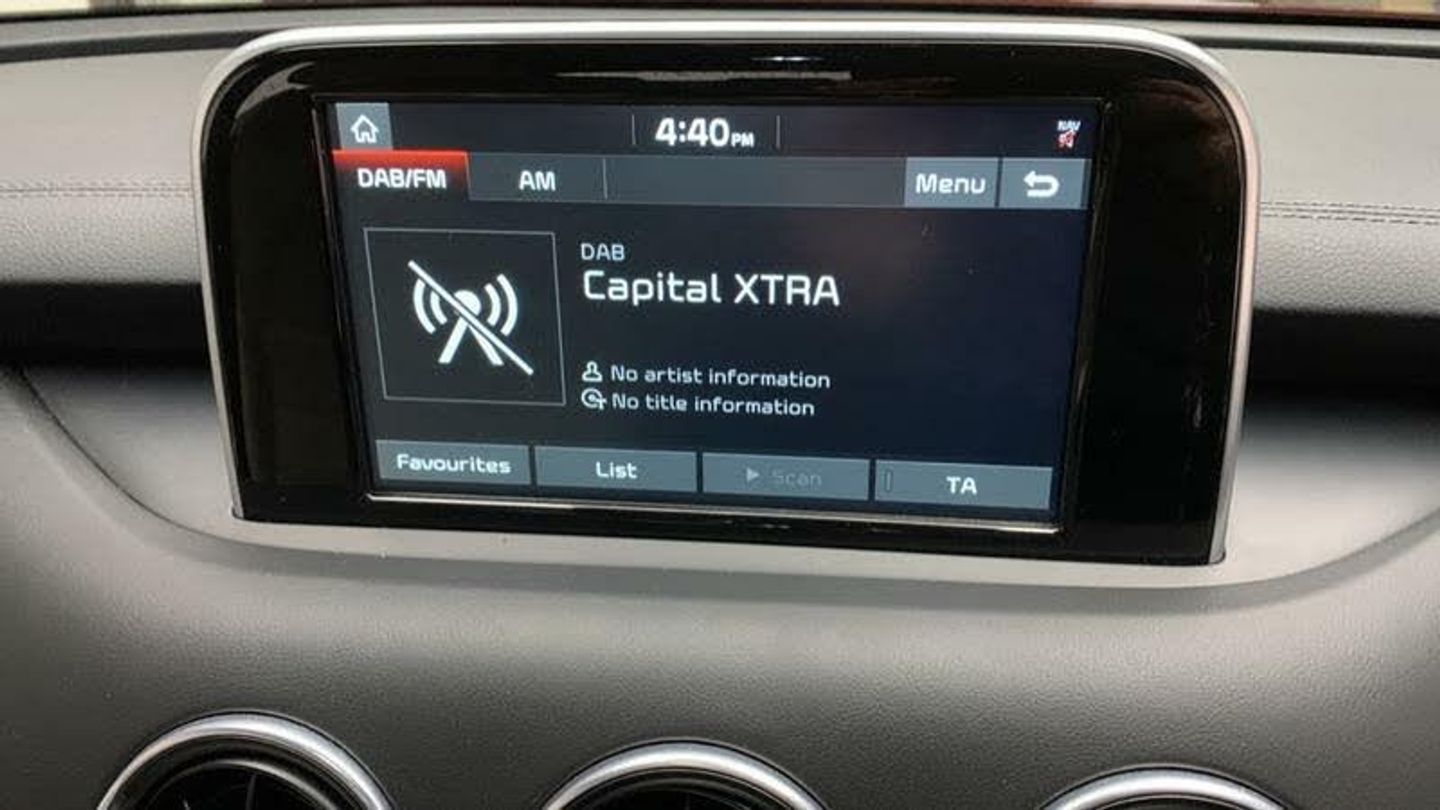 4:40PM
NAV
DAB/FM AM Menu
DAB
Capital XTRA
No artist information
No title information
Favourites List Scan TA